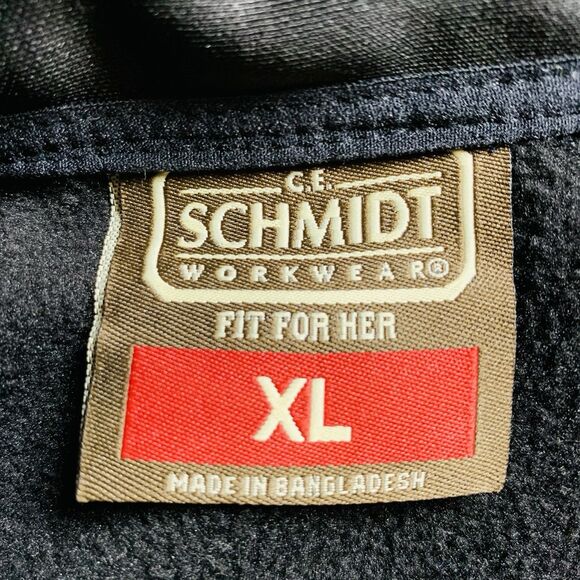 C.E.
SCHMIDT
WORKWEAR®
FIT FOR HER
XL
MADE IN BANGLADESH